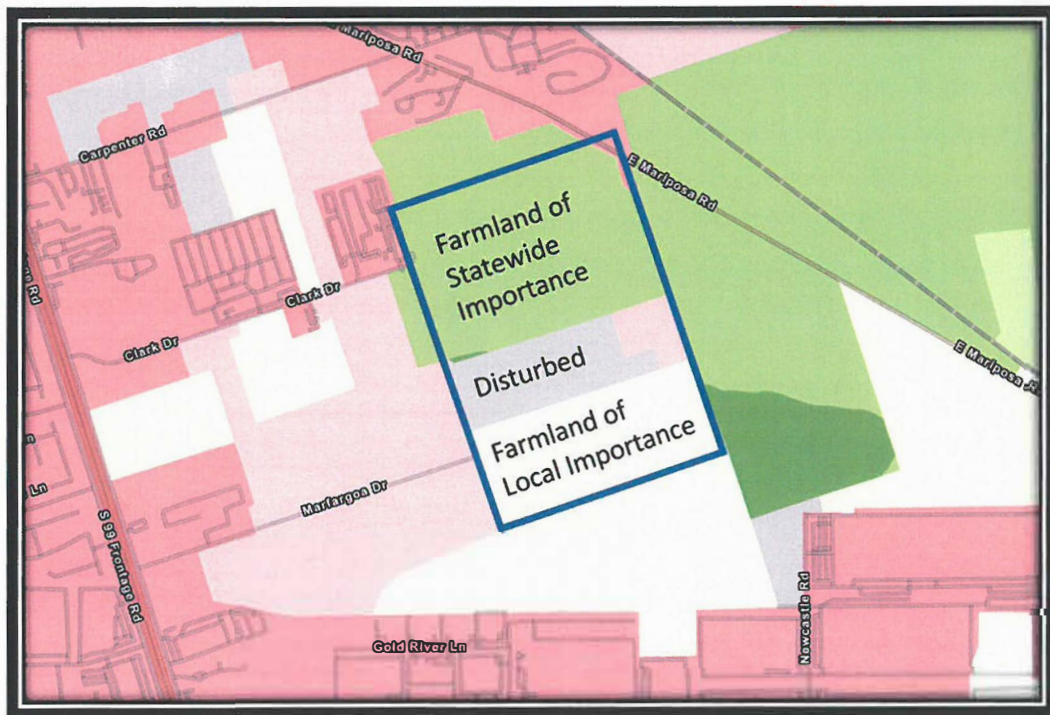 E Mariposa Rd
Carpenter Rd
E Mariposa Rd
Farmland of
Statewide
Importance
Clark Dr
Clark Dr
E Mariposa
Disturbed
Farmland of
Local Importance
Ln
Marfargoa Dr
S 99 Frontage Rd
Newcastle Rd
Gold River Ln